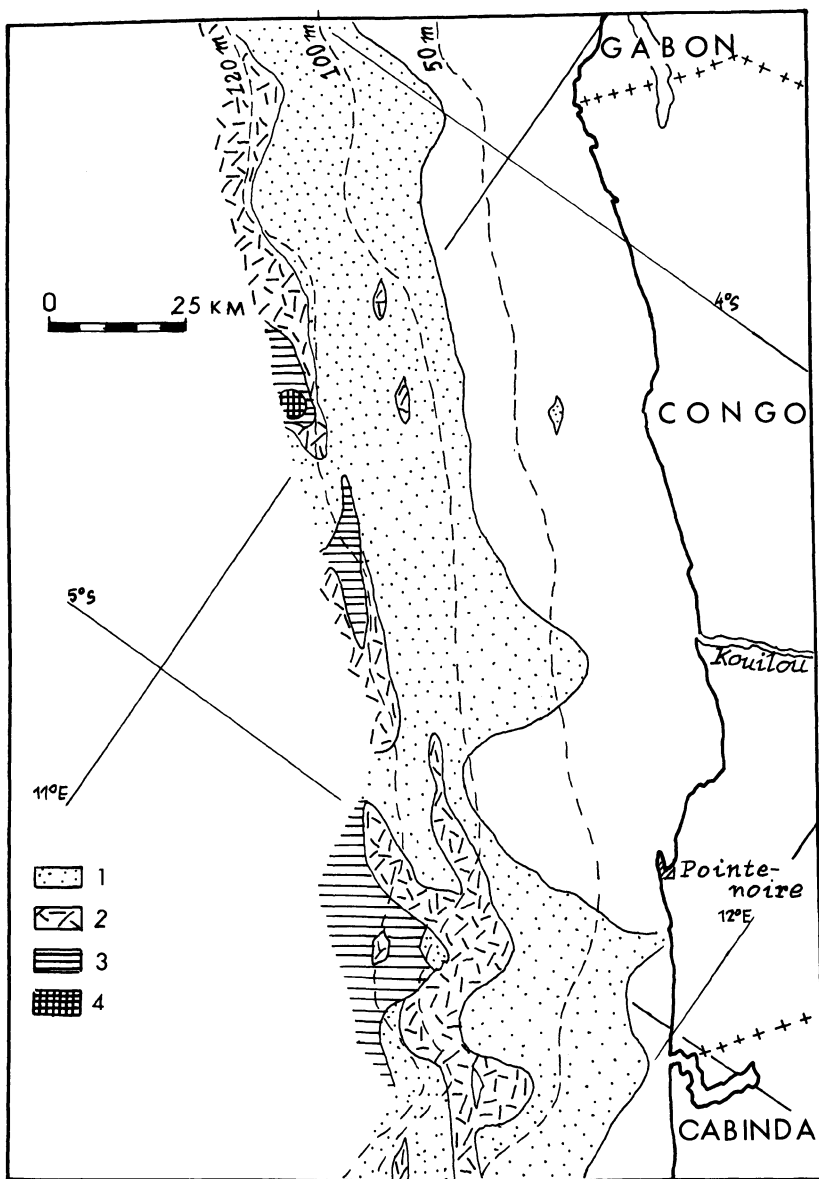 120 m
100 m
50 m
GABON
0 25 KM
4°S
CONGO
5°S
Kouilou
11°E
1
Pointe-
noire
2
12°E
3
4
CABINDA